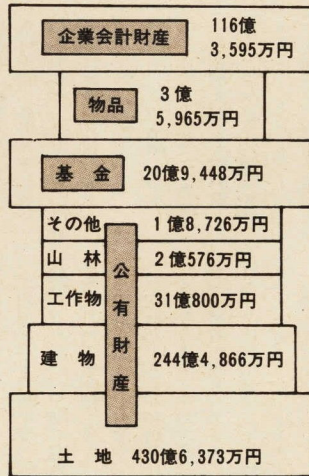 企業会計財産 116億
3,595万円
物品 3億
5,965万円
基金 20億9,448万円
その他 1億8,726万円
山林 2億576万円
工作物 31億800万円
建物 244億4,866万円
土地 430億6,373万円
公有財産